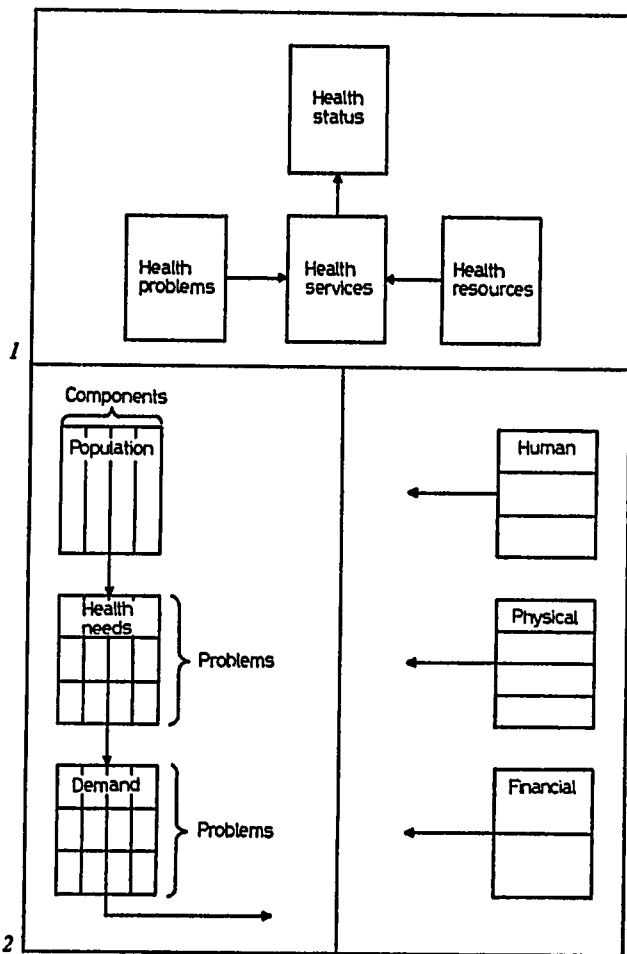 Health
status
Health
problems
Health
services
Health
resources
1
Components
Population
Human
Health
needs
Problems
Physical
Demand
Problems
Financial
2